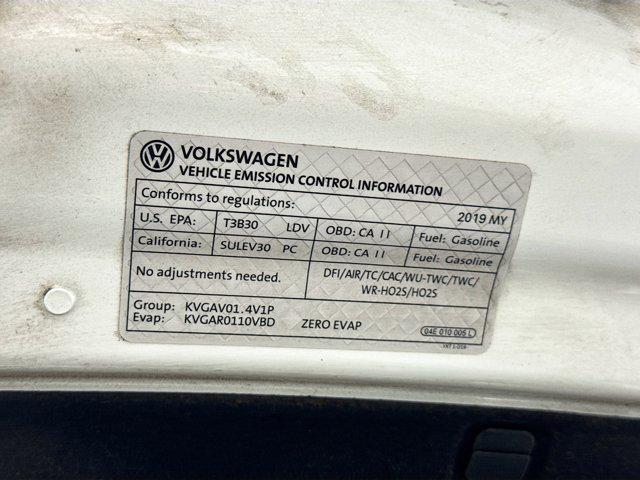 VOLKSWAGEN
VEHICLE EMISSION CONTROL INFORMATION
Conforms to regulations: 2019 MY
U.S. EPA: T3B30 LDV OBD: CA II Fuel: Gasoline
California: SULEV30 PC OBD: CA II Fuel: Gasoline
No adjustments needed. DFI/AIR/TC/CAC/WU-TWC/TWC/
WR-HO2S/HO2S
Group: KVGAV01.4V1P
Evap: KVGAR0110VBD ZERO EVAP 04E 010 005 L